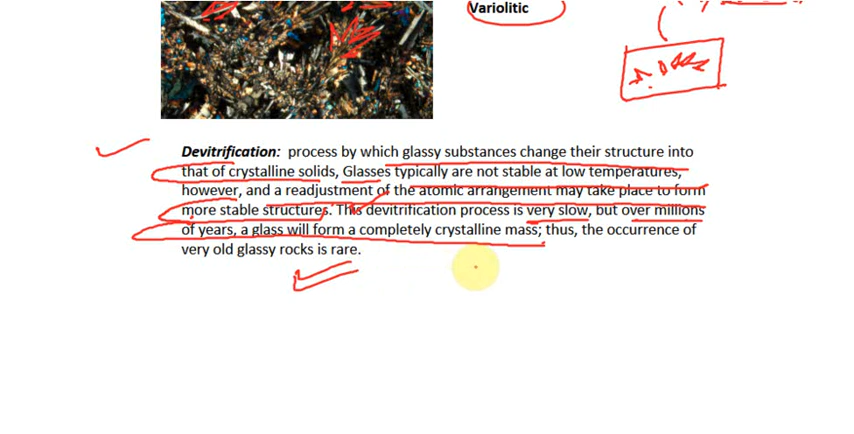 Variolitic
Devitrification: process by which glassy substances change their structure into
that of crystalline solids, Glasses typically are not stable at low temperatures,
however, and a readjustment of the atomic arrangement may take place to form
more stable structures. This devitrification process is very slow, but over millions
of years, a glass will form a completely crystalline mass; thus, the occurrence of
very old glassy rocks is rare.